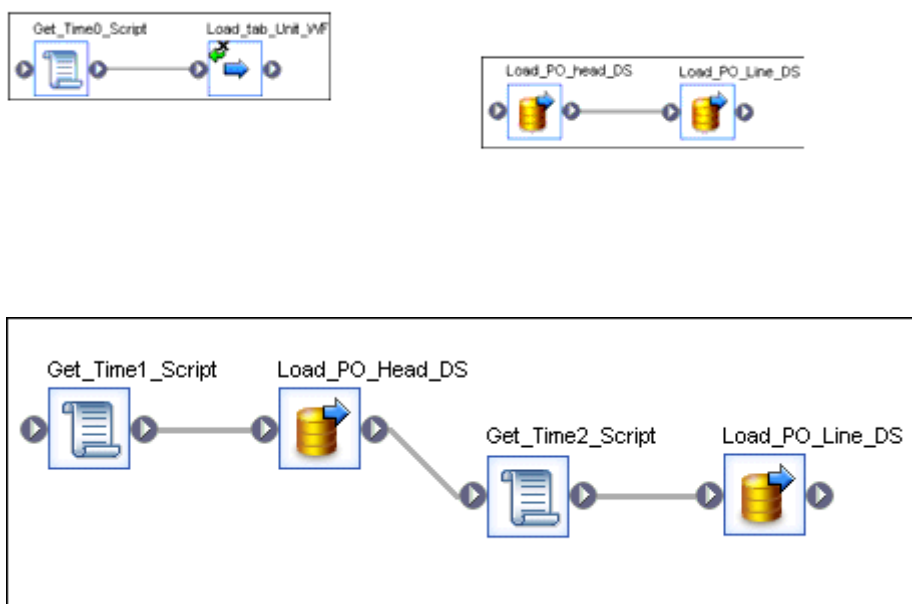 Get_Time0_Script
Load_tab_Unit_WF
Load_PO_head_DS
Load_PO_Line_DS
Get_Time1_Script
Load_PO_Head_DS
Get_Time2_Script
Load_PO_Line_DS